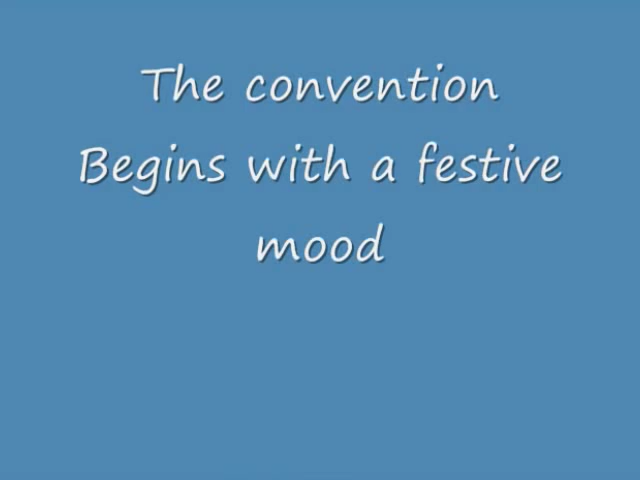 The convention
Begins with a festive
mood